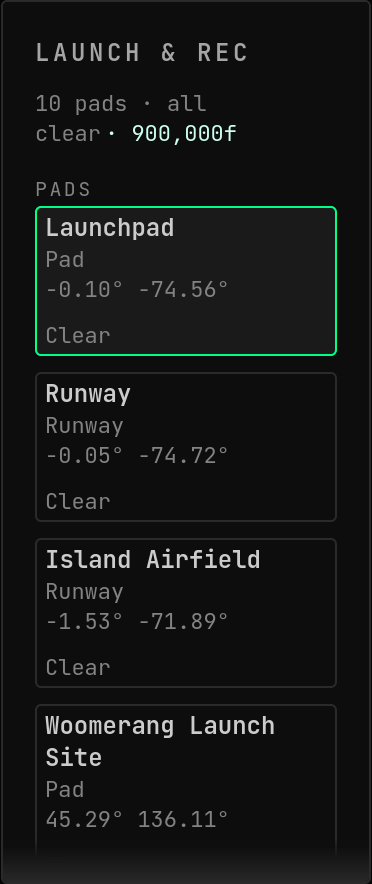 LAUNCH & REC
10 pads · all
clear · 900,000f
PADS
Launchpad
Pad
-0.10° -74.56°
Clear
Runway
Runway
-0.05° -74.72°
Clear
Island Airfield
Runway
-1.53° -71.89°
Clear
Woomerang Launch
Site
Pad
45.29° 136.11°